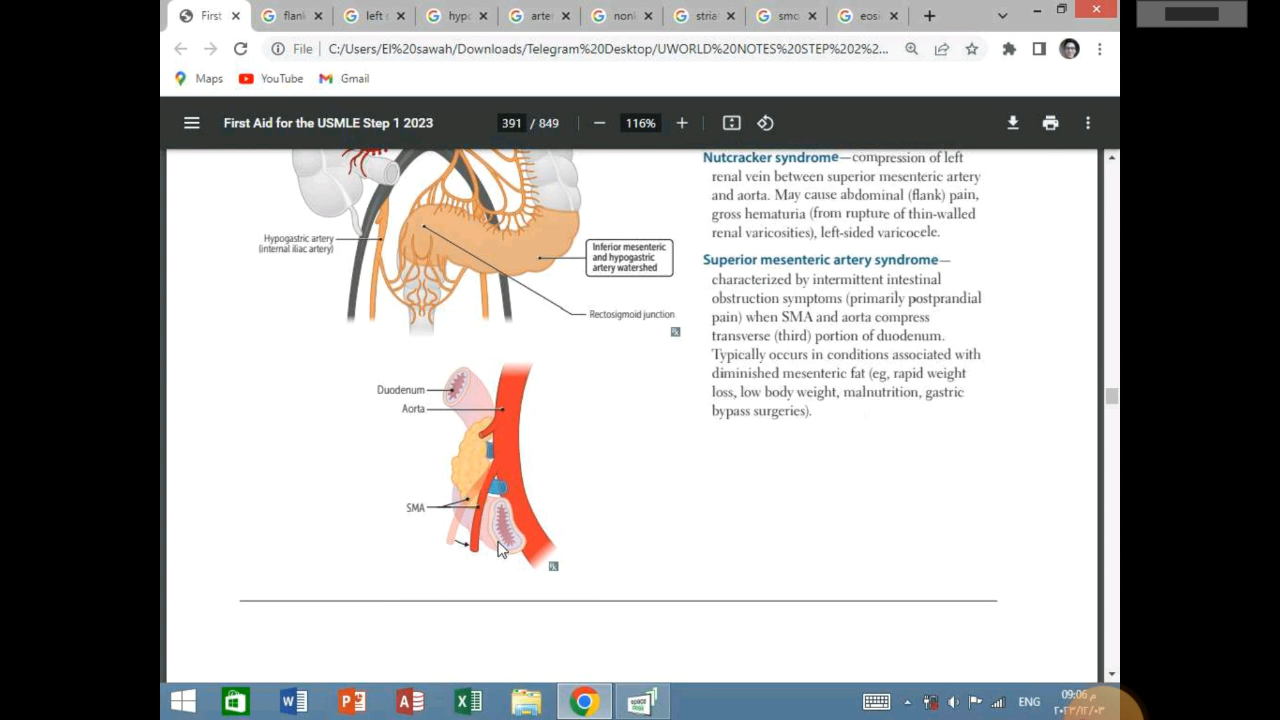 First
flank
left s
hypo
arte
noni
stria
smo
eosi
File
C:/Users/El%20sawah/Downloads/Telegram%20Desktop/UWORLD%20NOTES%20STEP%202%2...
Maps
YouTube
Gmail
First Aid for the USMLE Step 1 2023
391 / 849
116%
Hypogastric artery
(internal iliac artery)
Inferior mesenteric
and hypogastric
artery watershed
Rectosigmoid junction
Nutcracker syndrome—compression of left
renal vein between superior mesenteric artery
and aorta. May cause abdominal (flank) pain,
gross hematuria (from rupture of thin-walled
renal varicosities), left-sided varicocele.
Superior mesenteric artery syndrome—
characterized by intermittent intestinal
obstruction symptoms (primarily postprandial
pain) when SMA and aorta compress
transverse (third) portion of duodenum.
Typically occurs in conditions associated with
diminished mesenteric fat (eg, rapid weight
loss, low body weight, malnutrition, gastric
bypass surgeries).
Duodenum
Aorta
SMA
ENG
09:06 م
٢٠٢٣/١٢/٠٣